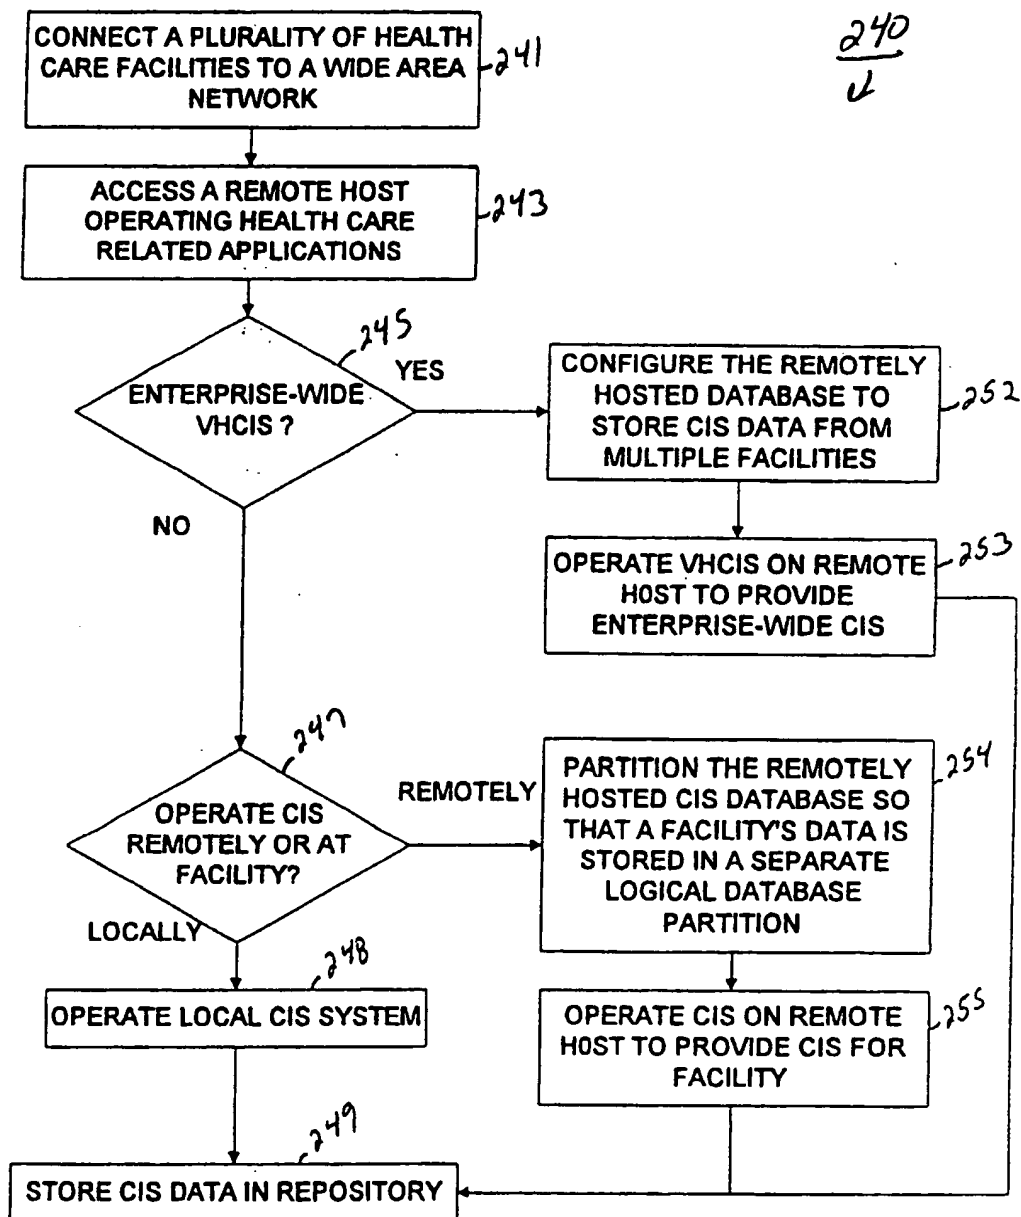 240
CONNECT A PLURALITY OF HEALTH
CARE FACILITIES TO A WIDE AREA
NETWORK
241
ACCESS A REMOTE HOST
OPERATING HEALTH CARE
RELATED APPLICATIONS
243
245
ENTERPRISE-WIDE
VHCIS ?
YES
NO
CONFIGURE THE REMOTELY
HOSTED DATABASE TO
STORE CIS DATA FROM
MULTIPLE FACILITIES
252
OPERATE VHCIS ON REMOTE
HOST TO PROVIDE
ENTERPRISE-WIDE CIS
253
247
OPERATE CIS
REMOTELY OR AT
FACILITY?
REMOTELY
LOCALLY
PARTITION THE REMOTELY
HOSTED CIS DATABASE SO
THAT A FACILITY'S DATA IS
STORED IN A SEPARATE
LOGICAL DATABASE
PARTITION
254
248
OPERATE LOCAL CIS SYSTEM
OPERATE CIS ON REMOTE
HOST TO PROVIDE CIS FOR
FACILITY
255
249
STORE CIS DATA IN REPOSITORY